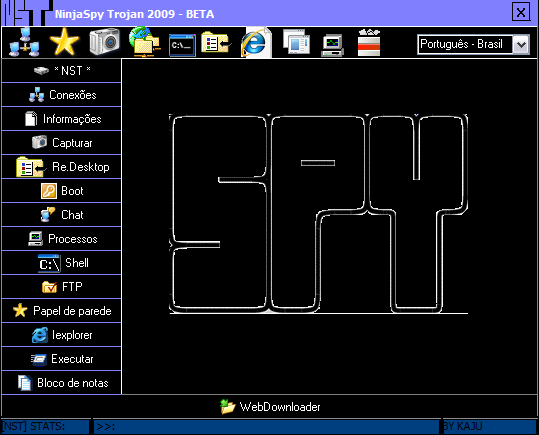 NST NinjaSpy Trojan 2009 - BETA
C:\_
Português - Brasil
* NST *
Conexões
Informações
Capturar
Re.Desktop
Boot
Chat
Processos
C:\ Shell
FTP
Papel de parede
Iexplorer
Executar
Bloco de notas
SPY
WebDownloader
[NST] STATS: >>: BY KAJU